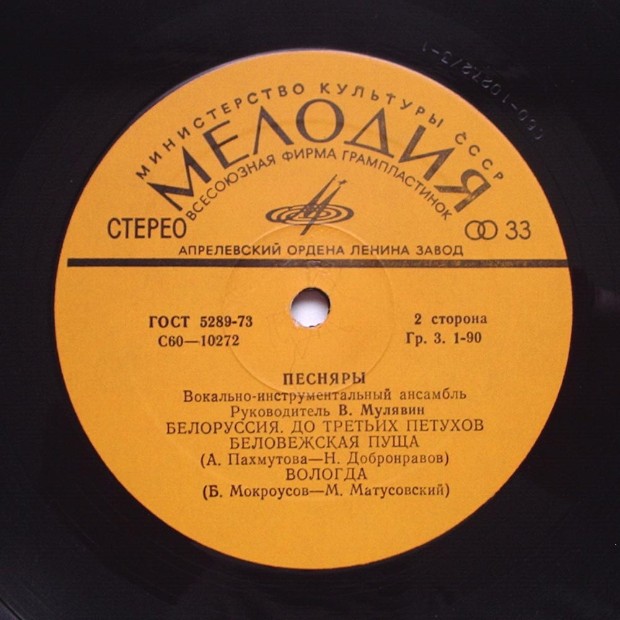 МИНИСТЕРСТВО КУЛЬТУРЫ СССР
МЕЛОДИЯ
ВСЕСОЮЗНАЯ ФИРМА ГРАМПЛАСТИНОК
СТЕРЕО
33
АПРЕЛЕВСКИЙ ОРДЕНА ЛЕНИНА ЗАВОД
ГОСТ 5289-73
2 сторона
С60—10272
Гр. 3. 1-90
ПЕСНЯРЫ
Вокально-инструментальный ансамбль
Руководитель В. Мулявин
БЕЛОРУССИЯ. ДО ТРЕТЬИХ ПЕТУХОВ
БЕЛОВЕЖСКАЯ ПУЩА
(А. Пахмутова—Н. Добронравов)
ВОЛОГДА
(Б. Мокроусов—М. Матусовский)